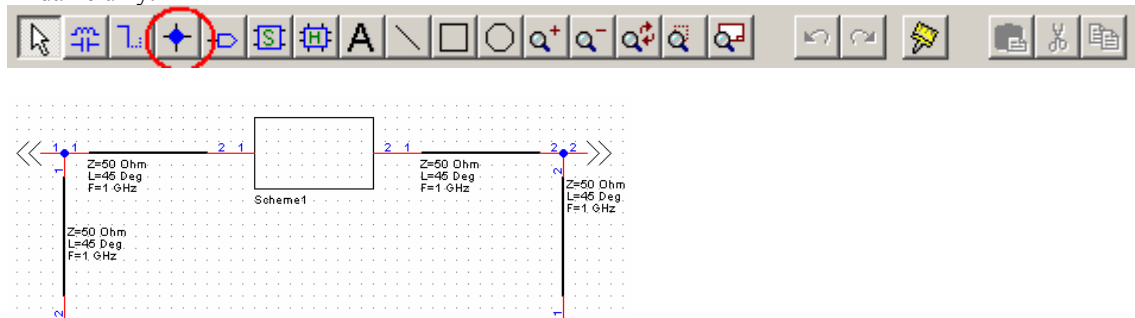 S H A
1 1 2 1 2 1 2 2
1
2
Z=50 Ohm
L=45 Deg
F=1 GHz
Scheme1
Z=50 Ohm
L=45 Deg
F=1 GHz
Z=50 Ohm
L=45 Deg
F=1 GHz
Z=50 Ohm
L=45 Deg
F=1 GHz
2
1